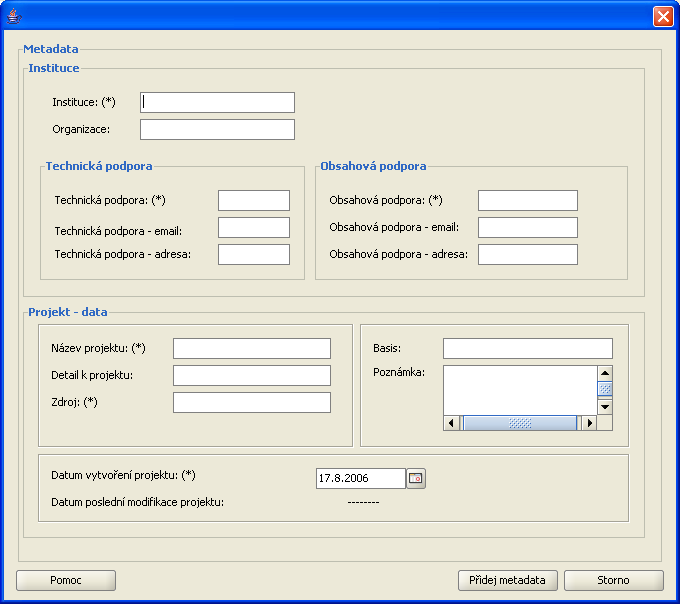 Metadata
Instituce
Instituce: (*)
Organizace:
Technická podpora
Technická podpora: (*)
Technická podpora - email:
Technická podpora - adresa:
Obsahová podpora
Obsahová podpora: (*)
Obsahová podpora - email:
Obsahová podpora - adresa:
Projekt - data
Název projektu: (*)
Detail k projektu:
Zdroj: (*)
Basis:
Poznámka:
Datum vytvoření projektu: (*) 17.8.2006
Datum poslední modifikace projektu: --------
Pomoc
Přidej metadata
Storno